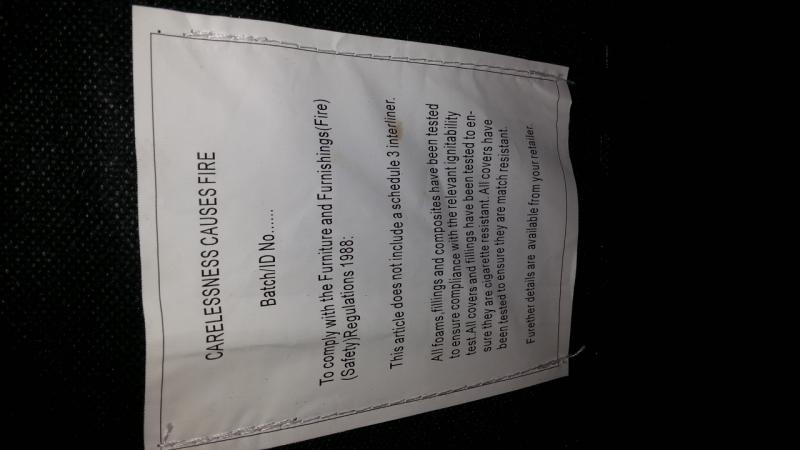 CARELESSNESS CAUSES FIRE
Batch/ID No......
To comply with the Furniture and Furnishings(Fire)
(Safety)Regulations 1988:
This article does not include a schedule 3 interliner.
All foams,fillings and composites have been tested
to ensure compliance with the relevant ignitability
test.All covers and fillings have been tested to en-
sure they are cigarette resistant. All covers have
been tested to ensure they are match resistant.
Furether details are available from your retailer.